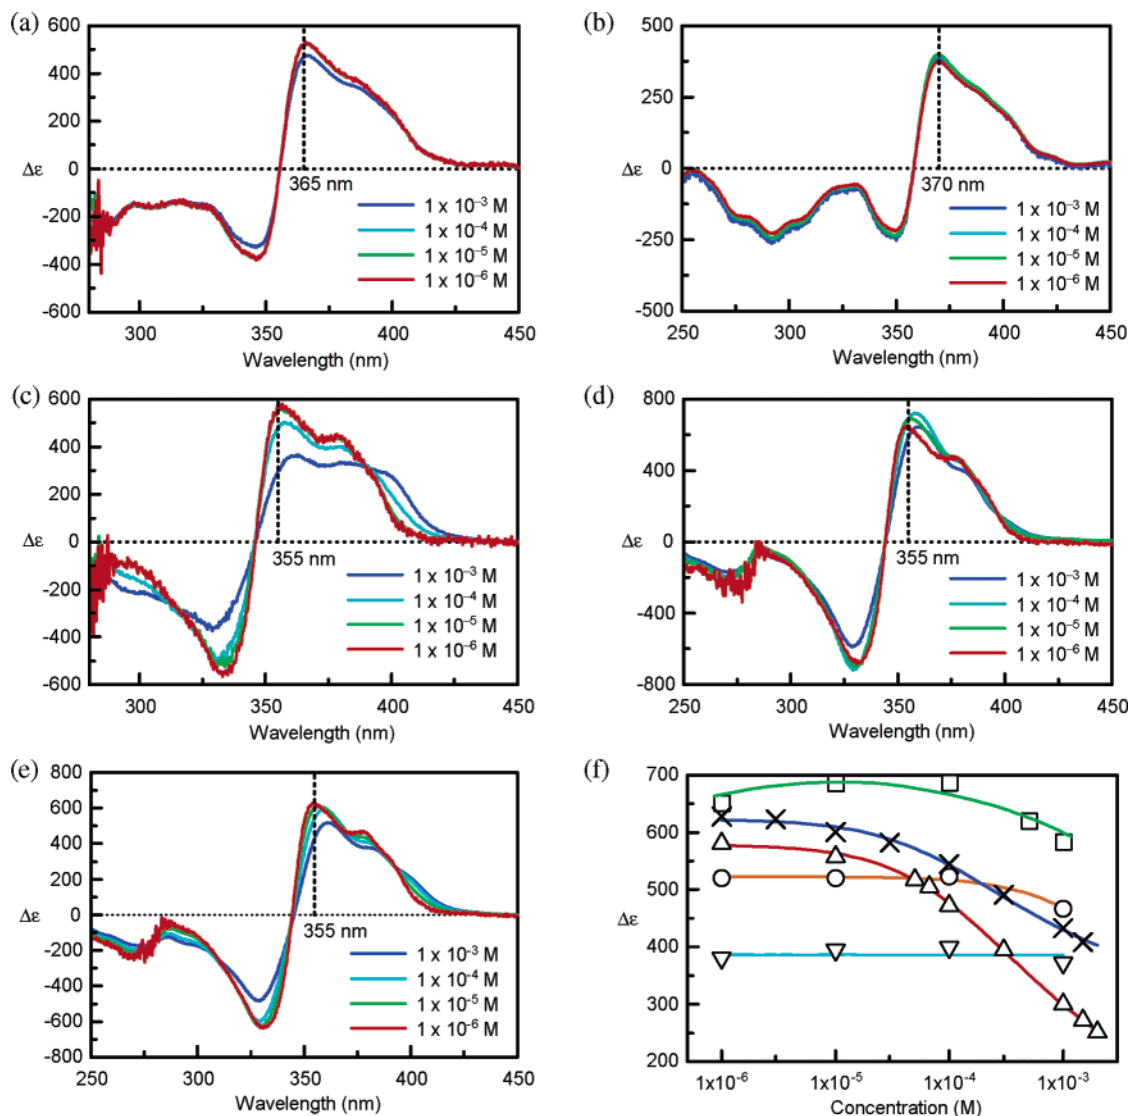 (a)
600
400
200
0
-200
-400
-600
Δε
365 nm
1 x 10⁻³ M
1 x 10⁻⁴ M
1 x 10⁻⁵ M
1 x 10⁻⁶ M
300 350 400 450
Wavelength (nm)
(b)
500
250
0
-250
-500
Δε
370 nm
1 x 10⁻³ M
1 x 10⁻⁴ M
1 x 10⁻⁵ M
1 x 10⁻⁶ M
250 300 350 400 450
Wavelength (nm)
(c)
600
400
200
0
-200
-400
-600
Δε
355 nm
1 x 10⁻³ M
1 x 10⁻⁴ M
1 x 10⁻⁵ M
1 x 10⁻⁶ M
300 350 400 450
Wavelength (nm)
(d)
800
400
0
-400
-800
Δε
355 nm
1 x 10⁻³ M
1 x 10⁻⁴ M
1 x 10⁻⁵ M
1 x 10⁻⁶ M
250 300 350 400 450
Wavelength (nm)
(e)
800
600
400
200
0
-200
-400
-600
-800
Δε
355 nm
1 x 10⁻³ M
1 x 10⁻⁴ M
1 x 10⁻⁵ M
1 x 10⁻⁶ M
250 300 350 400 450
Wavelength (nm)
(f)
700
600
500
400
300
200
Δε
1x10⁻⁶ 1x10⁻⁵ 1x10⁻⁴ 1x10⁻³
Concentration (M)